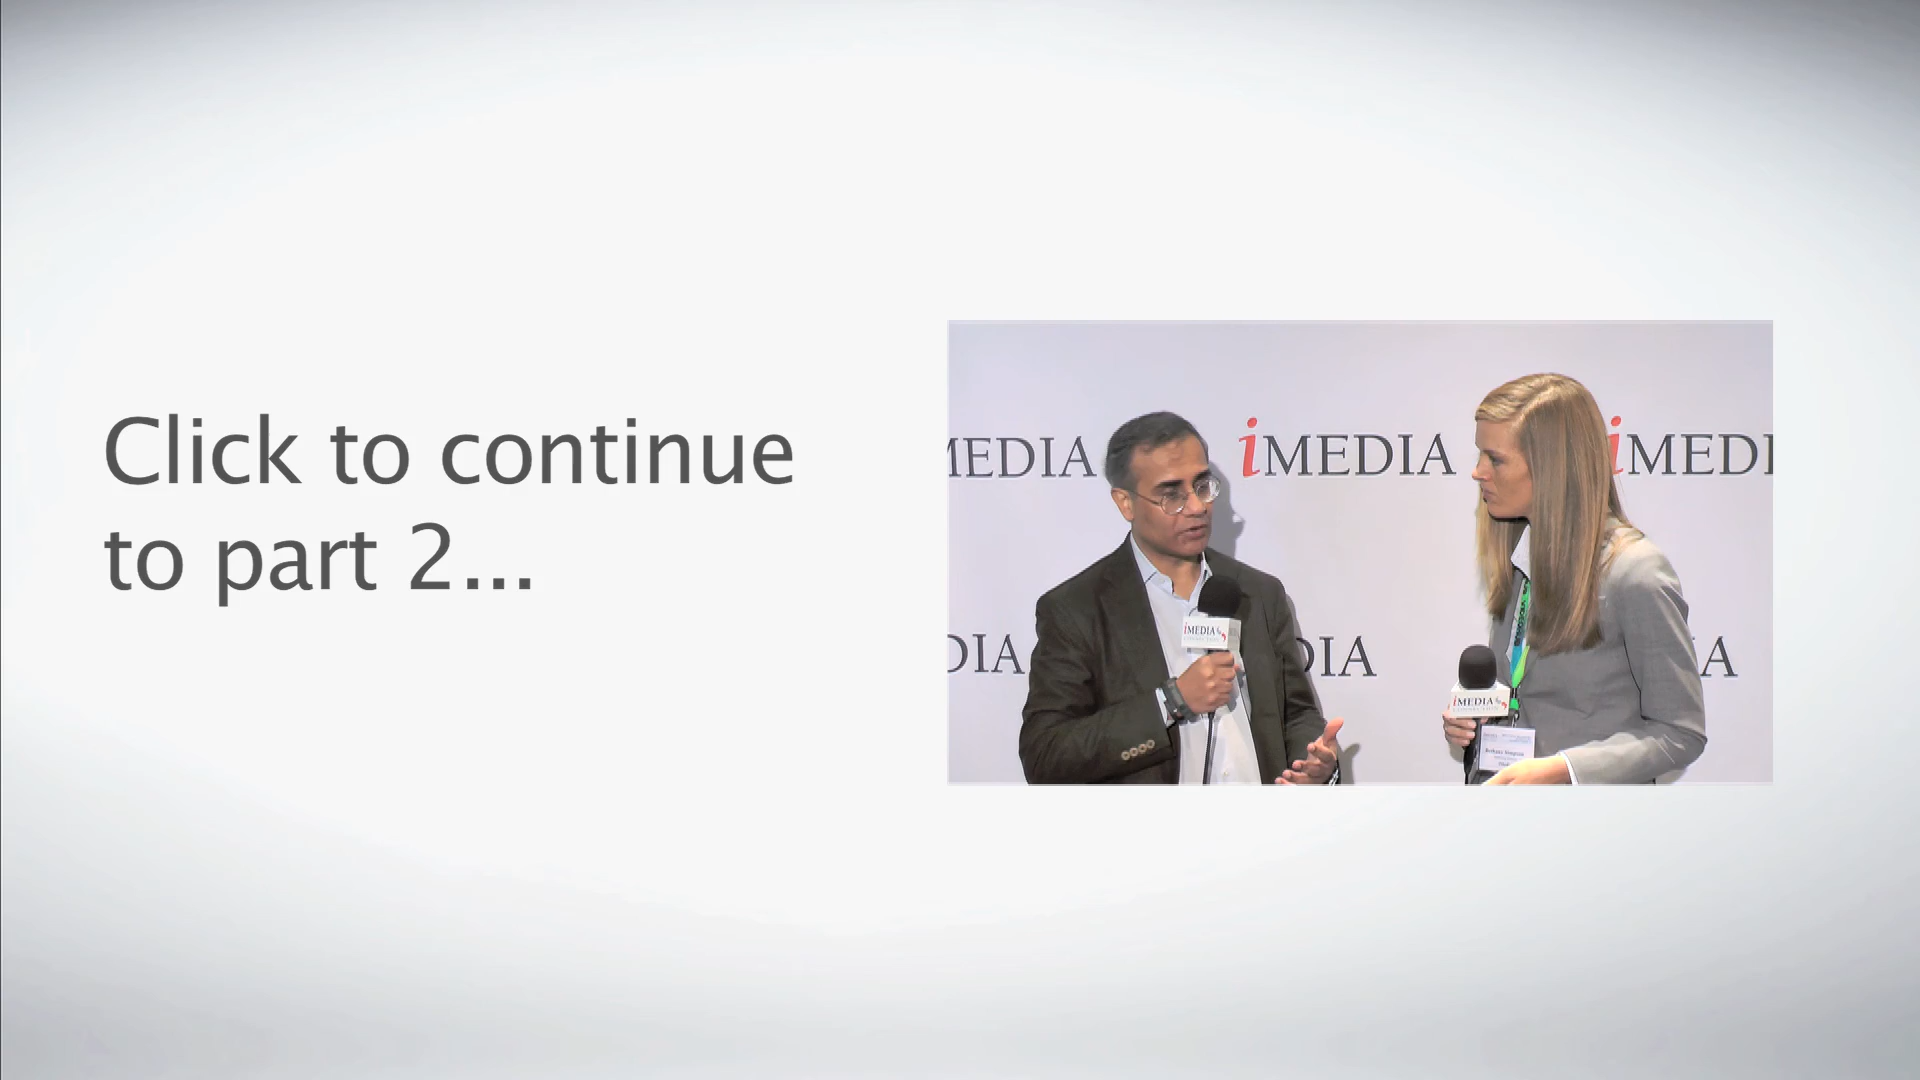 Click to continue
to part 2...
MEDIA
iMEDIA
iMEDI
DIA
DIA
A
iMEDIA
iMEDIA